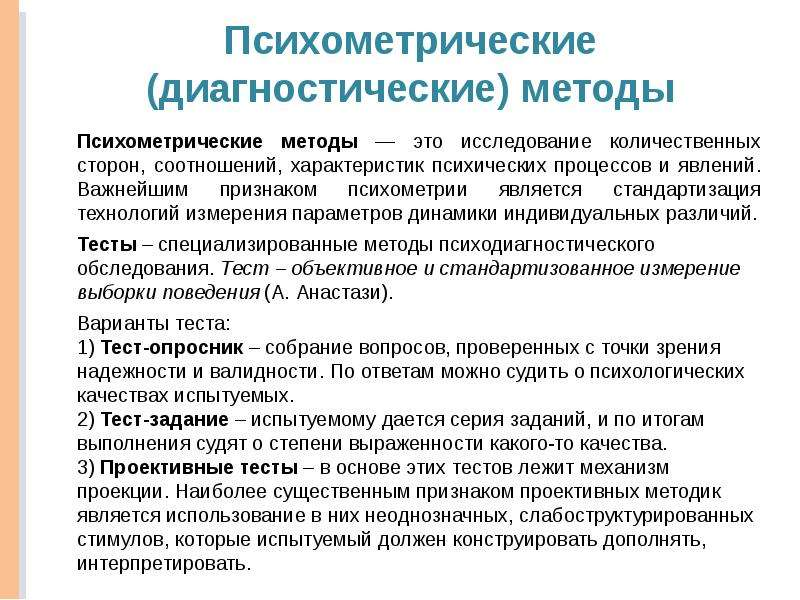 Психометрические
(диагностические) методы
Психометрические методы — это исследование количественных
сторон, соотношений, характеристик психических процессов и явлений.
Важнейшим признаком психометрии является стандартизация
технологий измерения параметров динамики индивидуальных различий.
Тесты – специализированные методы психодиагностического
обследования. Тест – объективное и стандартизованное измерение
выборки поведения (А. Анастази).
Варианты теста:
1) Тест-опросник – собрание вопросов, проверенных с точки зрения
надежности и валидности. По ответам можно судить о психологических
качествах испытуемых.
2) Тест-задание – испытуемому дается серия заданий, и по итогам
выполнения судят о степени выраженности какого-то качества.
3) Проективные тесты – в основе этих тестов лежит механизм
проекции. Наиболее существенным признаком проективных методик
является использование в них неоднозначных, слабоструктурированных
стимулов, которые испытуемый должен конструировать дополнять,
интерпретировать.